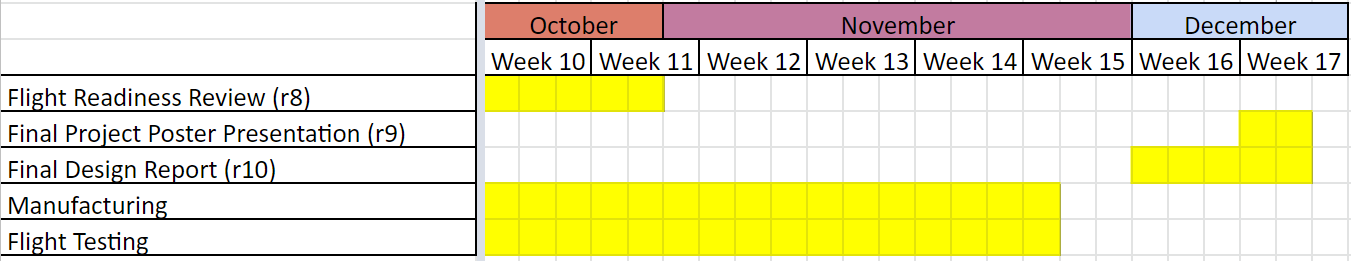 October November December
Week 10 Week 11 Week 12 Week 13 Week 14 Week 15 Week 16 Week 17
Flight Readiness Review (r8)
Final Project Poster Presentation (r9)
Final Design Report (r10)
Manufacturing
Flight Testing